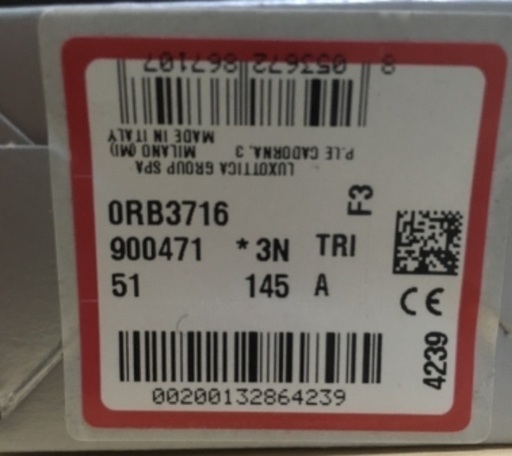 8 053672 867107
MADE IN ITALY
P.LE CADORNA, 3 MILANO (MI)
LUXOTTICA GROUP SPA
F3
0RB3716
900471 *3N TRI
51 145 A
CE
4239
00200132864239